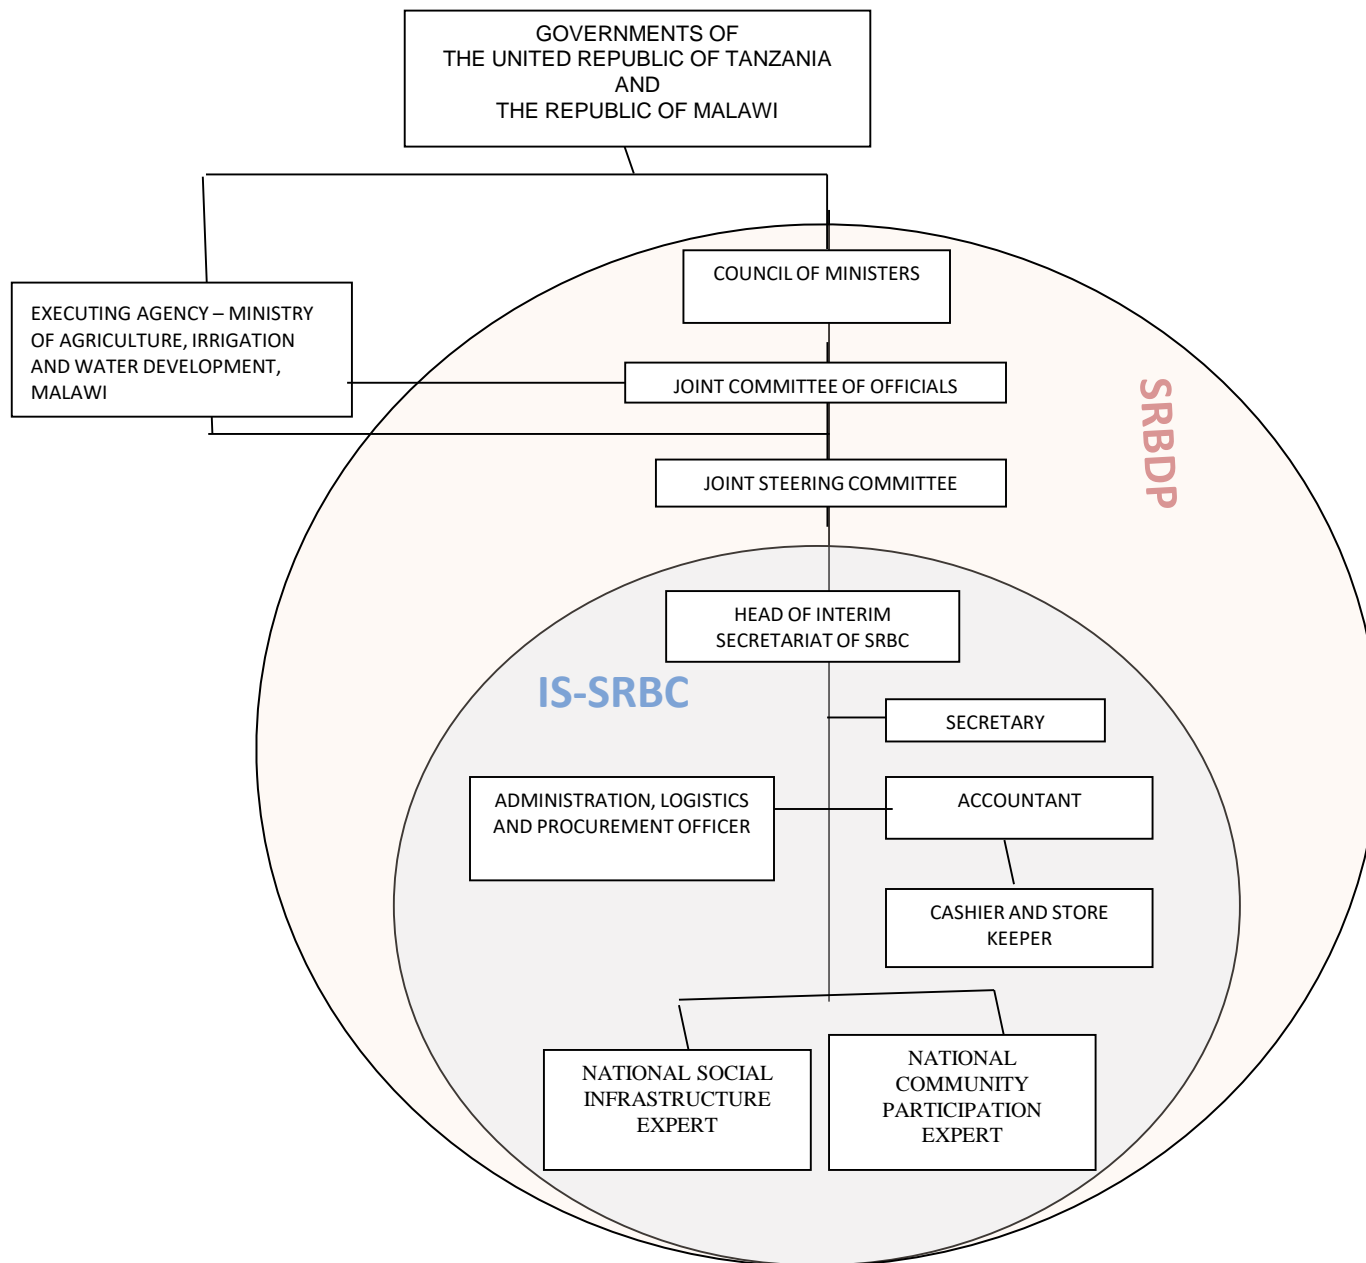 GOVERNMENTS OF
THE UNITED REPUBLIC OF TANZANIA
AND
THE REPUBLIC OF MALAWI
COUNCIL OF MINISTERS
EXECUTING AGENCY – MINISTRY
OF AGRICULTURE, IRRIGATION
AND WATER DEVELOPMENT,
MALAWI
JOINT COMMITTEE OF OFFICIALS
SRBDP
JOINT STEERING COMMITTEE
HEAD OF INTERIM
SECRETARIAT OF SRBC
IS-SRBC
SECRETARY
ADMINISTRATION, LOGISTICS
AND PROCUREMENT OFFICER
ACCOUNTANT
CASHIER AND STORE
KEEPER
NATIONAL SOCIAL
INFRASTRUCTURE
EXPERT
NATIONAL
COMMUNITY
PARTICIPATION
EXPERT